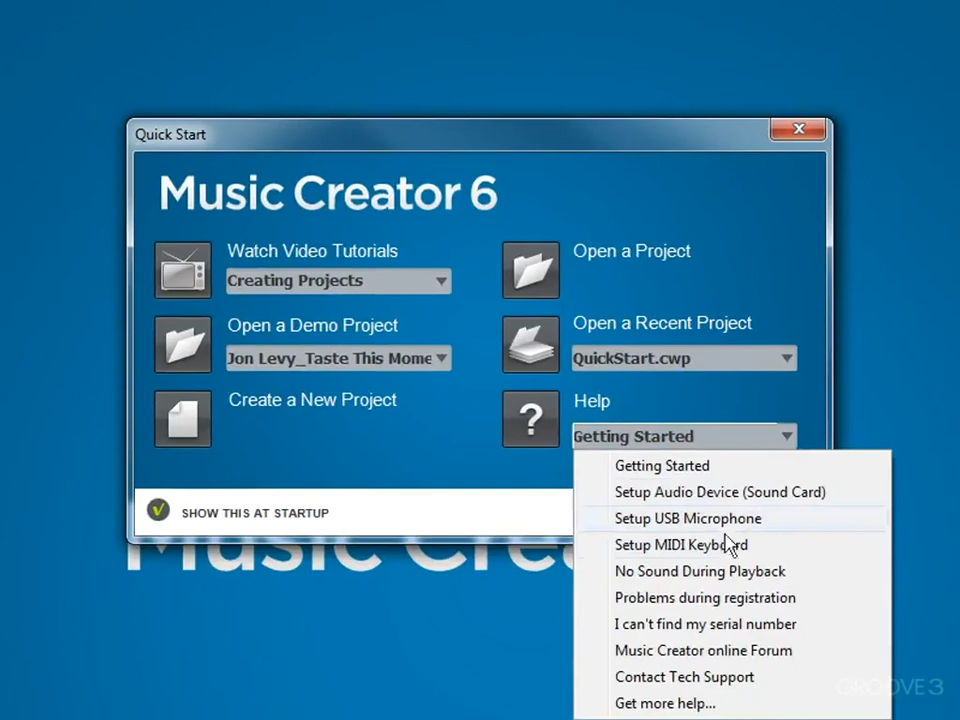 Quick Start
Music Creator 6
Watch Video Tutorials
Creating Projects
Open a Demo Project
Jon Levy_Taste This Mome
Create a New Project
Open a Project
Open a Recent Project
QuickStart.cwp
Help
Getting Started
SHOW THIS AT STARTUP
Getting Started
Setup Audio Device (Sound Card)
Setup USB Microphone
Setup MIDI Keyboard
No Sound During Playback
Problems during registration
I can't find my serial number
Music Creator online Forum
Contact Tech Support
Get more help...
Music Crea
GROOVE3